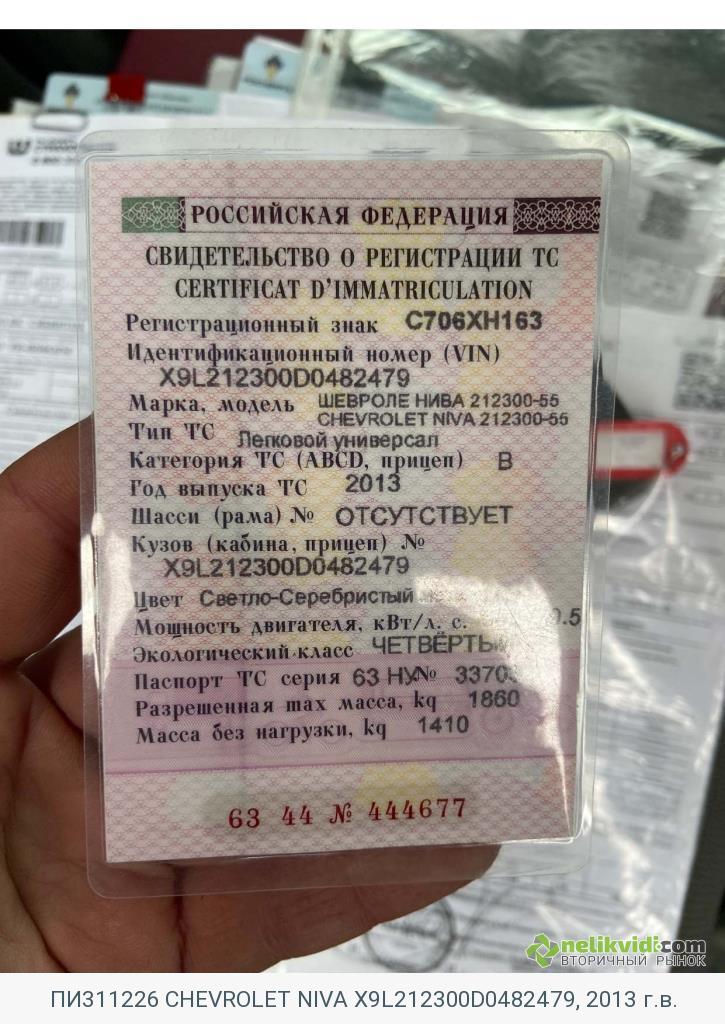 РОССИЙСКАЯ ФЕДЕРАЦИЯ
СВИДЕТЕЛЬСТВО О РЕГИСТРАЦИИ ТС
CERTIFICAT D'IMMATRICULATION
Регистрационный знак С706ХН163
Идентификационный номер (VIN)
X9L212300D0482479
Марка, модель ШЕВРОЛЕ НИВА 212300-55
CHEVROLET NIVA 212300-55
Тип ТС Легковой универсал
Категория ТС (ABCD, прицеп) B
Год выпуска ТС 2013
Шасси (рама) № ОТСУТСТВУЕТ
Кузов (кабина, прицеп) №
X9L212300D0482479
Цвет Светло-Серебристый
Мощность двигателя, кВт/л. с.
Экологический класс ЧЕТВЁРТЫ
Паспорт ТС серия 63 НУ №
Разрешенная max масса, kg 1860
Масса без нагрузки, kg 1410
63 44 № 444677
nelikvidi.com
ВТОРИЧНЫЙ РЫНОК
ПИ311226 CHEVROLET NIVA X9L212300D0482479, 2013 г.в.